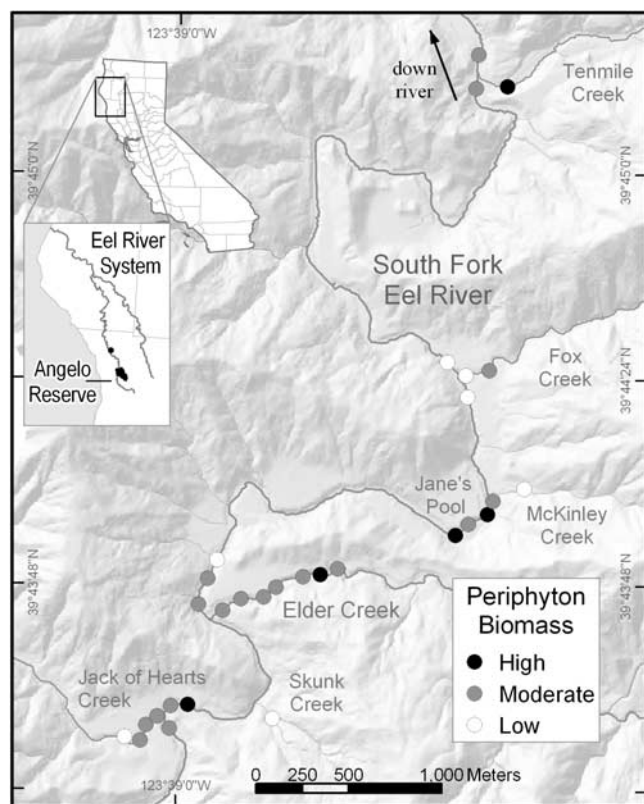 123°39'0"W
down
river
Tenmile
Creek
39°45'0"N
39°45'0"N
Eel River
System
Angelo
Reserve
South Fork
Eel River
Fox
Creek
39°44'24"N
Jane's
Pool
McKinley
Creek
39°43'48"N
39°43'48"N
Elder Creek
Periphyton
Biomass
High
Moderate
Low
Jack of Hearts
Creek
Skunk
Creek
123°39'0"W
0 250 500 1,000 Meters